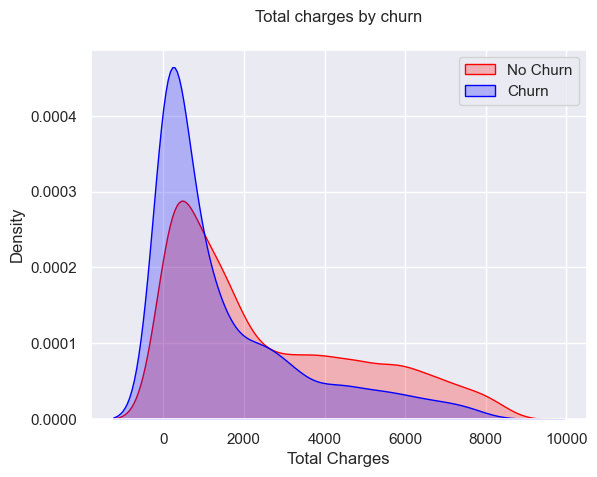 Total charges by churn
No Churn
Churn
0.0004
0.0003
0.0002
0.0001
0.0000
Density
0 2000 4000 6000 8000 10000
Total Charges